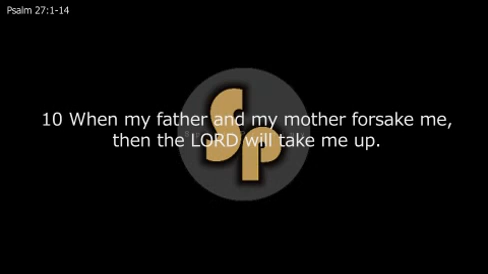 Psalm 27:1-14
10 When my father and my mother forsake me,
then the LORD will take me up.
sp